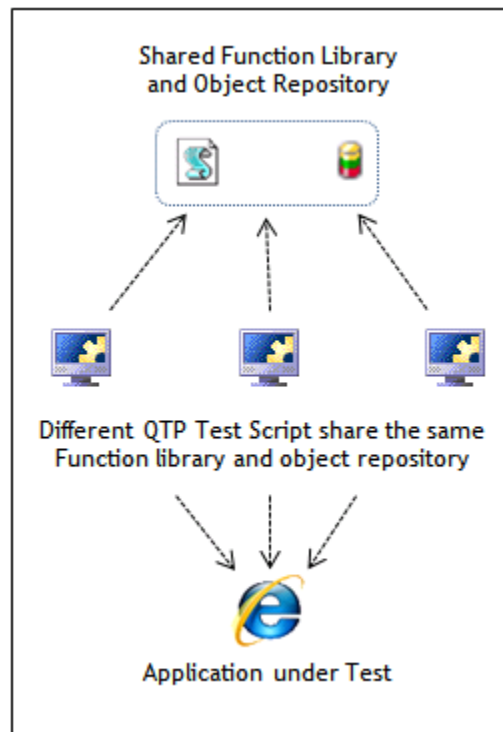 Shared Function Library
and Object Repository
Different QTP Test Script share the same
Function library and object repository
Application under Test